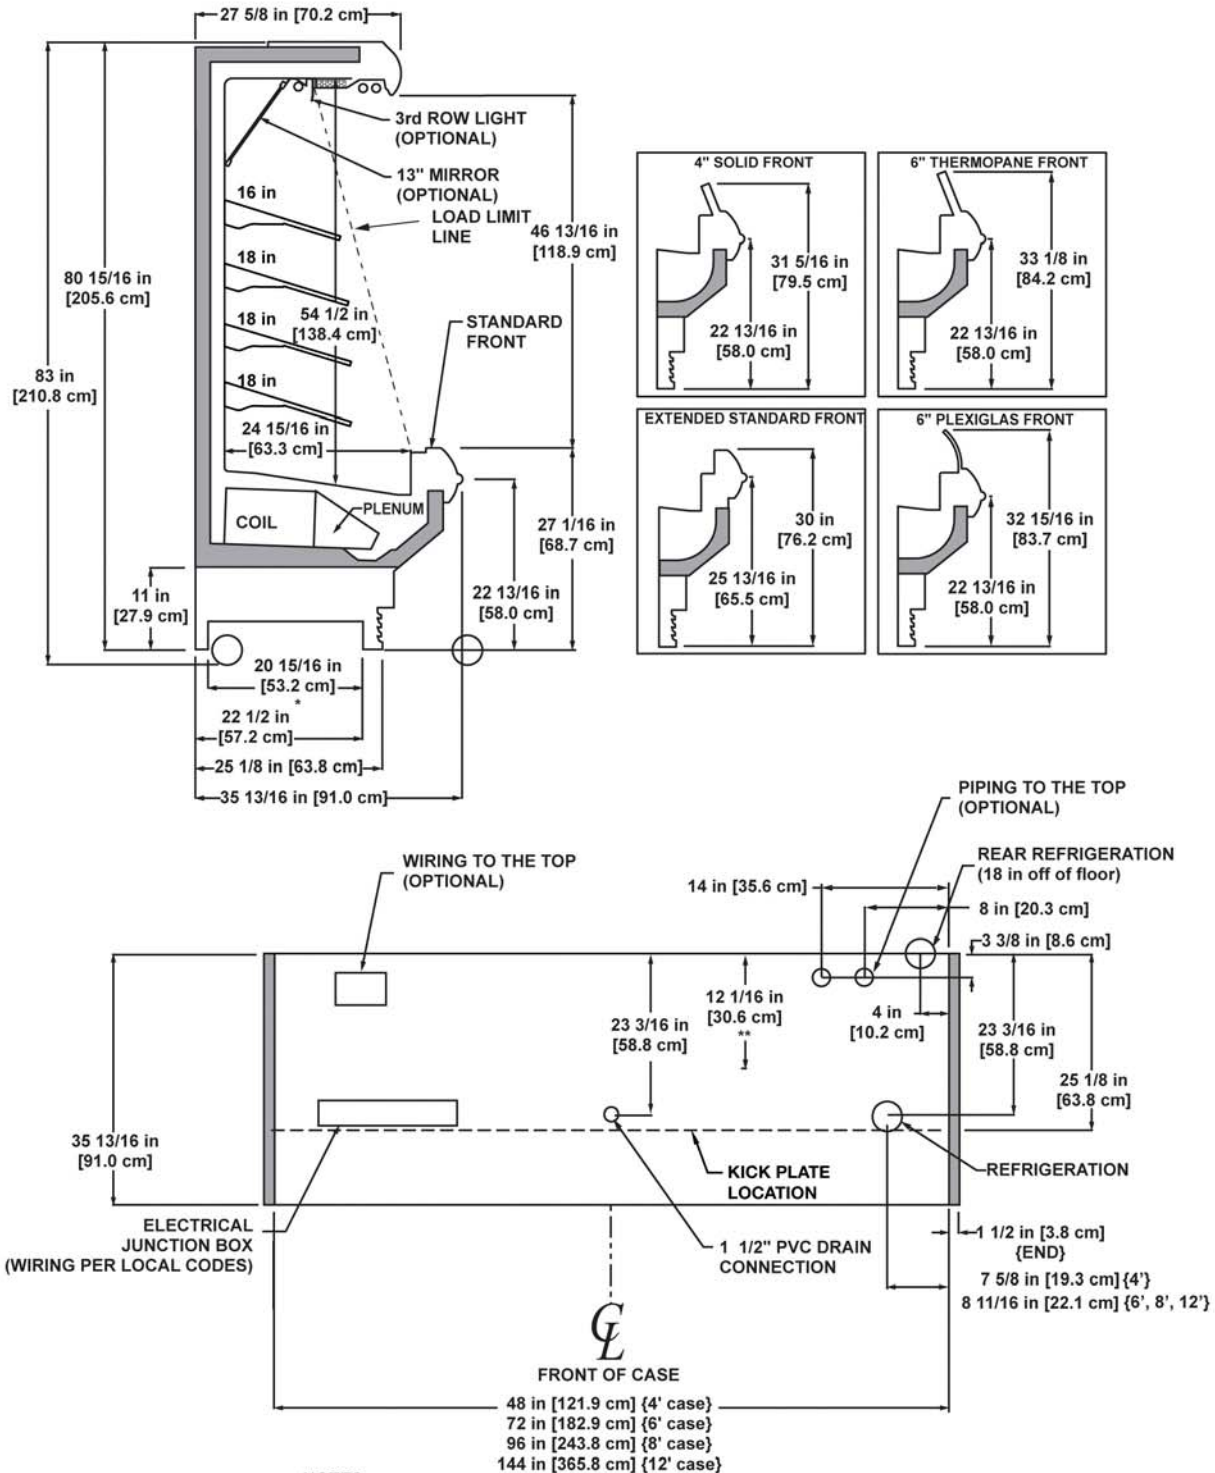 27 5/8 in [70.2 cm]
3rd ROW LIGHT
(OPTIONAL)
13" MIRROR
(OPTIONAL)
LOAD LIMIT
LINE
16 in
18 in
18 in
18 in
80 15/16 in
[205.6 cm]
83 in
[210.8 cm]
54 1/2 in
[138.4 cm]
46 13/16 in
[118.9 cm]
STANDARD
FRONT
24 15/16 in
[63.3 cm]
COIL
PLENUM
27 1/16 in
[68.7 cm]
22 13/16 in
[58.0 cm]
11 in
[27.9 cm]
20 15/16 in
[53.2 cm]
*
22 1/2 in
[57.2 cm]
25 1/8 in [63.8 cm]
35 13/16 in [91.0 cm]
4" SOLID FRONT
31 5/16 in
[79.5 cm]
22 13/16 in
[58.0 cm]
6" THERMOPANE FRONT
33 1/8 in
[84.2 cm]
22 13/16 in
[58.0 cm]
EXTENDED STANDARD FRONT
30 in
[76.2 cm]
25 13/16 in
[65.5 cm]
6" PLEXIGLAS FRONT
32 15/16 in
[83.7 cm]
22 13/16 in
[58.0 cm]
PIPING TO THE TOP
(OPTIONAL)
WIRING TO THE TOP
(OPTIONAL)
REAR REFRIGERATION
(18 in off of floor)
14 in [35.6 cm]
8 in [20.3 cm]
3 3/8 in [8.6 cm]
12 1/16 in
[30.6 cm]
**
23 3/16 in
[58.8 cm]
4 in
[10.2 cm]
23 3/16 in
[58.8 cm]
25 1/8 in
[63.8 cm]
35 13/16 in
[91.0 cm]
KICK PLATE
LOCATION
REFRIGERATION
ELECTRICAL
JUNCTION BOX
(WIRING PER LOCAL CODES)
1 1/2" PVC DRAIN
CONNECTION
1 1/2 in [3.8 cm]
{END}
7 5/8 in [19.3 cm] {4'}
8 11/16 in [22.1 cm] {6', 8', 12'}
CL
FRONT OF CASE
48 in [121.9 cm] {4' case}
72 in [182.9 cm] {6' case}
96 in [243.8 cm] {8' case}
144 in [365.8 cm] {12' case}